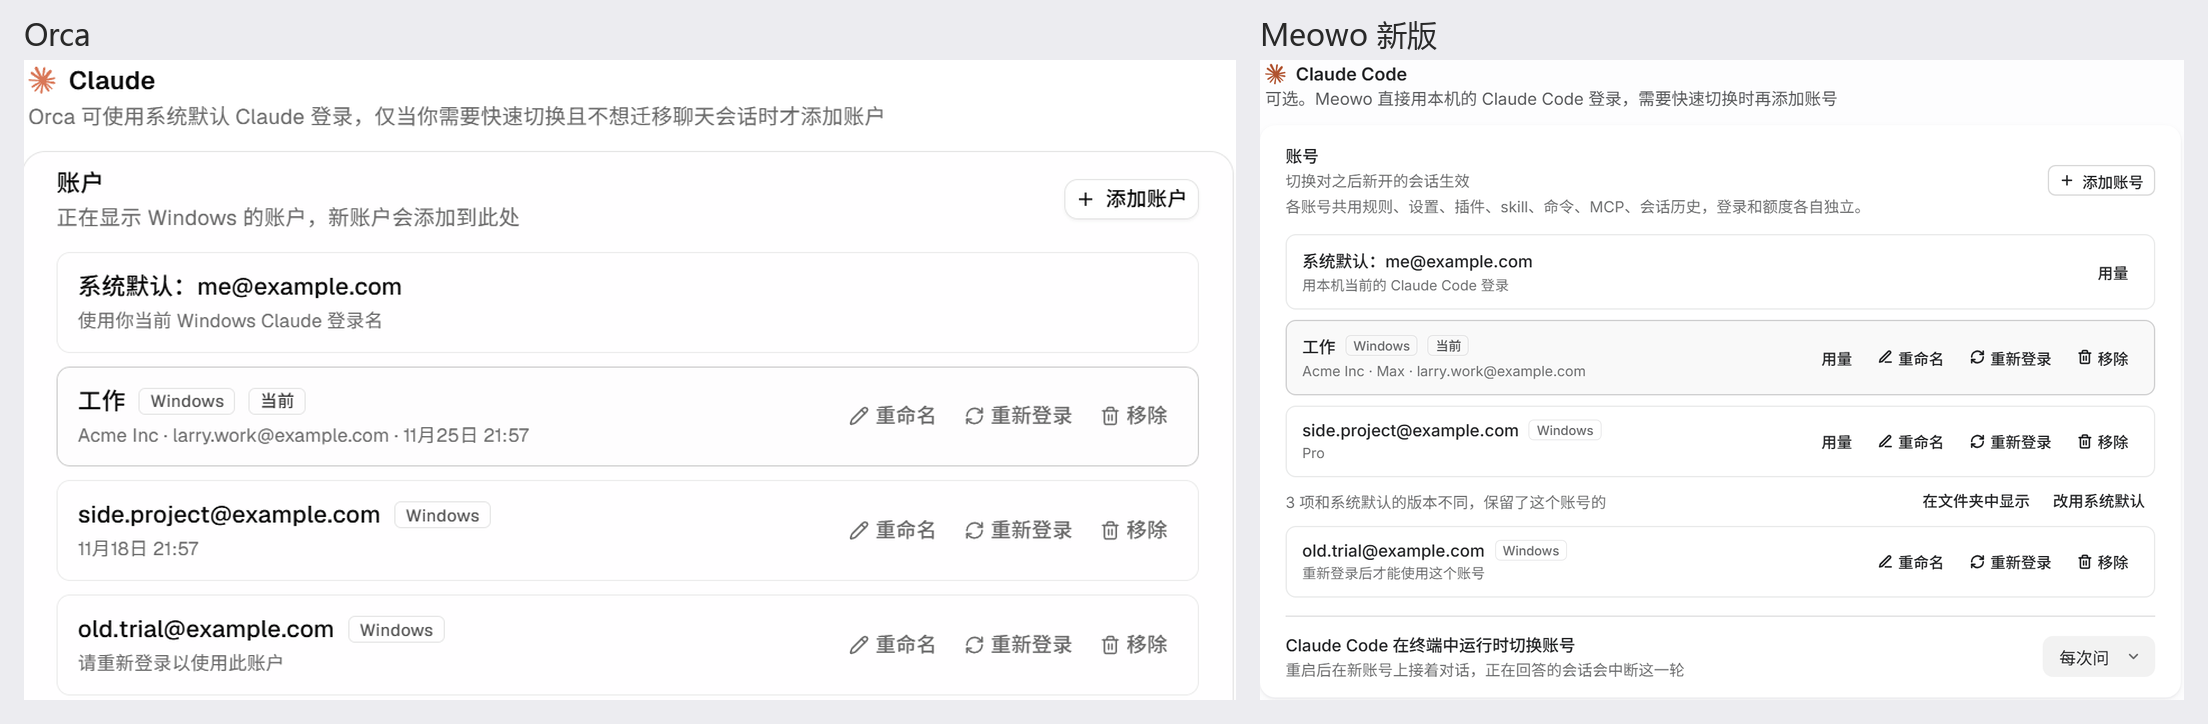 Orca
Claude
Orca 可使用系统默认 Claude 登录，仅当你需要快速切换且不想迁移聊天会话时才添加账户
账户
正在显示 Windows 的账户，新账户会添加到此处
添加账户
系统默认：me@example.com
使用你当前 Windows Claude 登录名
工作 Windows 当前
Acme Inc · larry.work@example.com · 11月25日 21:57
重命名 重新登录 移除
side.project@example.com Windows
11月18日 21:57
重命名 重新登录 移除
old.trial@example.com Windows
请重新登录以使用此账户
重命名 重新登录 移除
Meowo 新版
Claude Code
可选。Meowo 直接用本机的 Claude Code 登录，需要快速切换时再添加账号
账号
切换对之后新开的会话生效
各账号共用规则、设置、插件、skill、命令、MCP、会话历史，登录和额度各自独立。
添加账号
系统默认：me@example.com
用本机当前的 Claude Code 登录
用量
工作 Windows 当前
Acme Inc · Max · larry.work@example.com
用量 重命名 重新登录 移除
side.project@example.com Windows
Pro
用量 重命名 重新登录 移除
3 项和系统默认的版本不同，保留了这个账号的
在文件夹中显示 改用系统默认
old.trial@example.com Windows
重新登录后才能使用这个账号
重命名 重新登录 移除
Claude Code 在终端中运行时切换账号
重启后在新账号上接着对话，正在回答的会话会中断这一轮
每次问